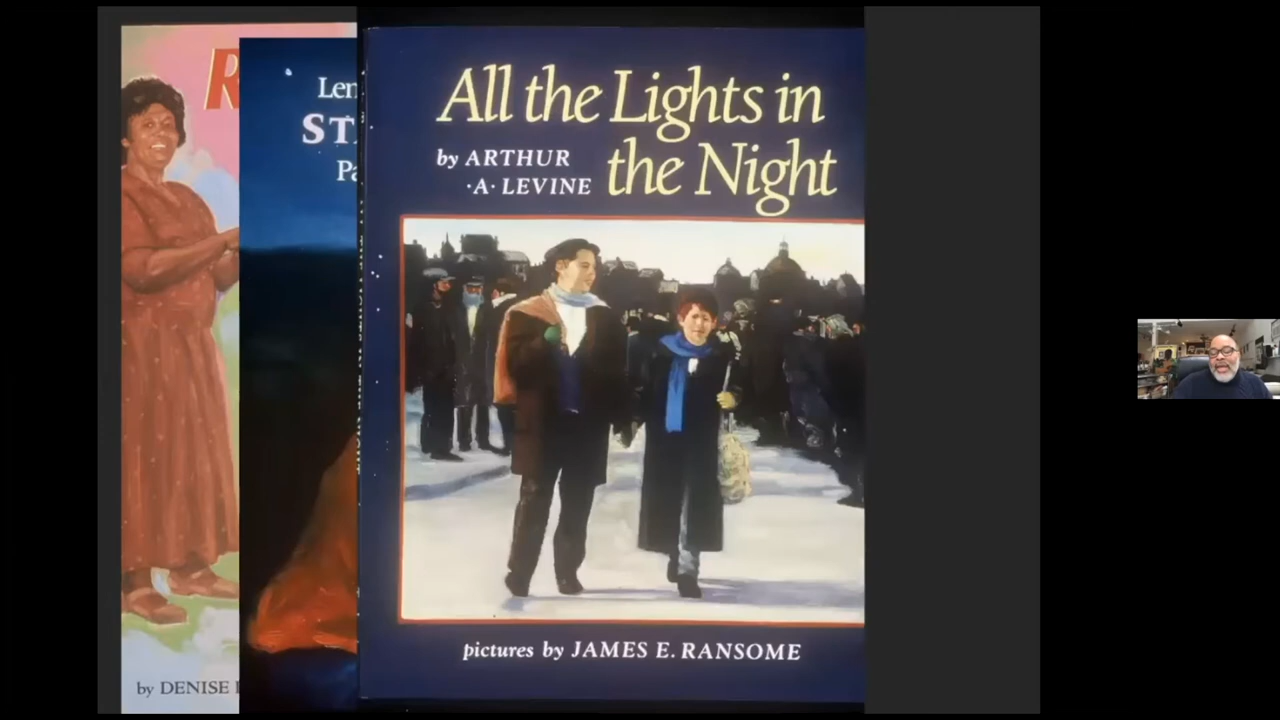 All the Lights in
the Night
by ARTHUR
·A· LEVINE
pictures by JAMES E. RANSOME
R
Len
ST
Pa
by DENISE